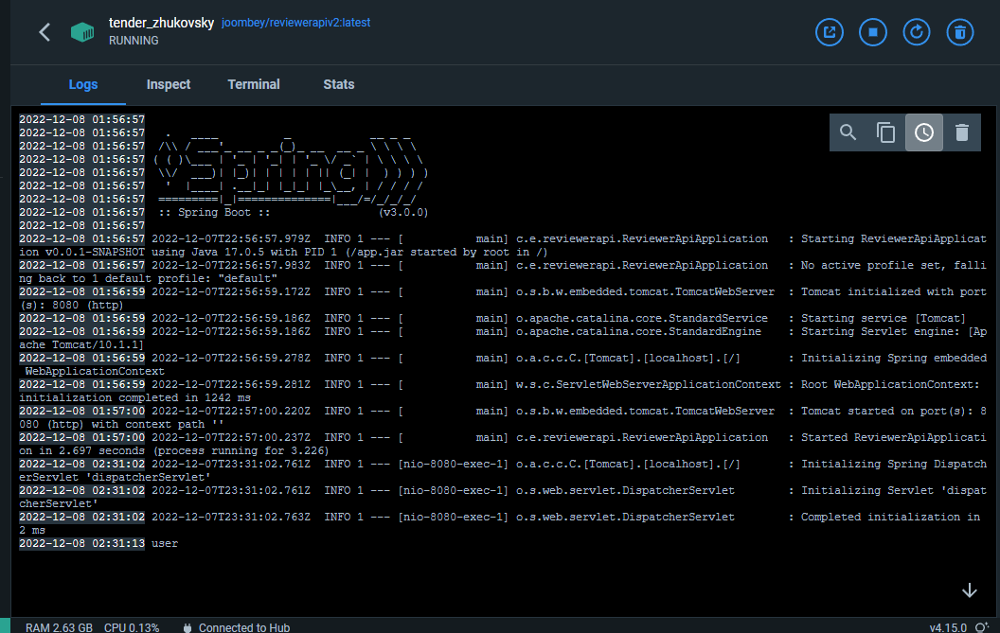 tender_zhukovsky joombey/reviewerapiv2:latest
RUNNING
Logs Inspect Terminal Stats
2022-12-08 01:56:57
2022-12-08 01:56:57   .   ____          _            __ _ _
2022-12-08 01:56:57  /\\ / ___'_ __ _ _(_)_ __  __ _ \ \ \ \
2022-12-08 01:56:57 ( ( )\___ | '_ | '_| | '_ \/ _` | \ \ \ \
2022-12-08 01:56:57  \\/  ___)| |_)| | | | | || (_| |  ) ) ) )
2022-12-08 01:56:57   '  |____| .__|_| |_|_| |_\__, | / / / /
2022-12-08 01:56:57  =========|_|==============|___/=/_/_/_/
2022-12-08 01:56:57  :: Spring Boot ::                (v3.0.0)
2022-12-08 01:56:57
2022-12-08 01:56:57 2022-12-07T22:56:57.979Z  INFO 1 --- [           main] c.e.reviewerapi.ReviewerApiApplication   : Starting ReviewerApiApplicat
ion v0.0.1-SNAPSHOT using Java 17.0.5 with PID 1 (/app.jar started by root in /)
2022-12-08 01:56:57 2022-12-07T22:56:57.983Z  INFO 1 --- [           main] c.e.reviewerapi.ReviewerApiApplication   : No active profile set, falli
ng back to 1 default profile: "default"
2022-12-08 01:56:59 2022-12-07T22:56:59.172Z  INFO 1 --- [           main] o.s.b.w.embedded.tomcat.TomcatWebServer  : Tomcat initialized with port
(s): 8080 (http)
2022-12-08 01:56:59 2022-12-07T22:56:59.186Z  INFO 1 --- [           main] o.apache.catalina.core.StandardService   : Starting service [Tomcat]
2022-12-08 01:56:59 2022-12-07T22:56:59.186Z  INFO 1 --- [           main] o.apache.catalina.core.StandardEngine    : Starting Servlet engine: [Ap
ache Tomcat/10.1.1]
2022-12-08 01:56:59 2022-12-07T22:56:59.278Z  INFO 1 --- [           main] o.a.c.c.C.[Tomcat].[localhost].[/]       : Initializing Spring embedded
 WebApplicationContext
2022-12-08 01:56:59 2022-12-07T22:56:59.281Z  INFO 1 --- [           main] w.s.c.ServletWebServerApplicationContext : Root WebApplicationContext:
initialization completed in 1242 ms
2022-12-08 01:57:00 2022-12-07T22:57:00.220Z  INFO 1 --- [           main] o.s.b.w.embedded.tomcat.TomcatWebServer  : Tomcat started on port(s): 8
080 (http) with context path ''
2022-12-08 01:57:00 2022-12-07T22:57:00.237Z  INFO 1 --- [           main] c.e.reviewerapi.ReviewerApiApplication   : Started ReviewerApiApplicati
on in 2.697 seconds (process running for 3.226)
2022-12-08 02:31:02 2022-12-07T23:31:02.761Z  INFO 1 --- [nio-8080-exec-1] o.a.c.c.C.[Tomcat].[localhost].[/]       : Initializing Spring Dispatch
erServlet 'dispatcherServlet'
2022-12-08 02:31:02 2022-12-07T23:31:02.761Z  INFO 1 --- [nio-8080-exec-1] o.s.web.servlet.DispatcherServlet        : Initializing Servlet 'dispat
cherServlet'
2022-12-08 02:31:02 2022-12-07T23:31:02.763Z  INFO 1 --- [nio-8080-exec-1] o.s.web.servlet.DispatcherServlet        : Completed initialization in
2 ms
2022-12-08 02:31:13 user
RAM 2.63 GB CPU 0.13% Connected to Hub v4.15.0